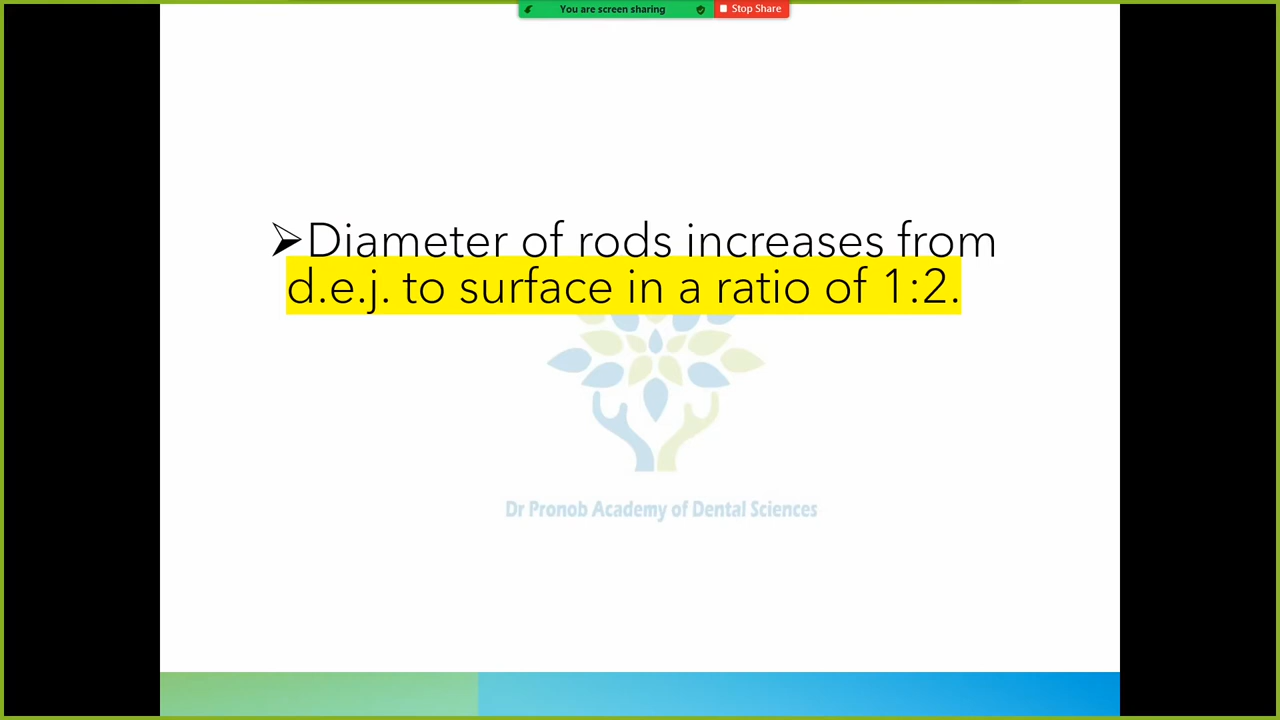 You are screen sharing
Stop Share
➢Diameter of rods increases from
d.e.j. to surface in a ratio of 1:2.
Dr Pronob Academy of Dental Sciences